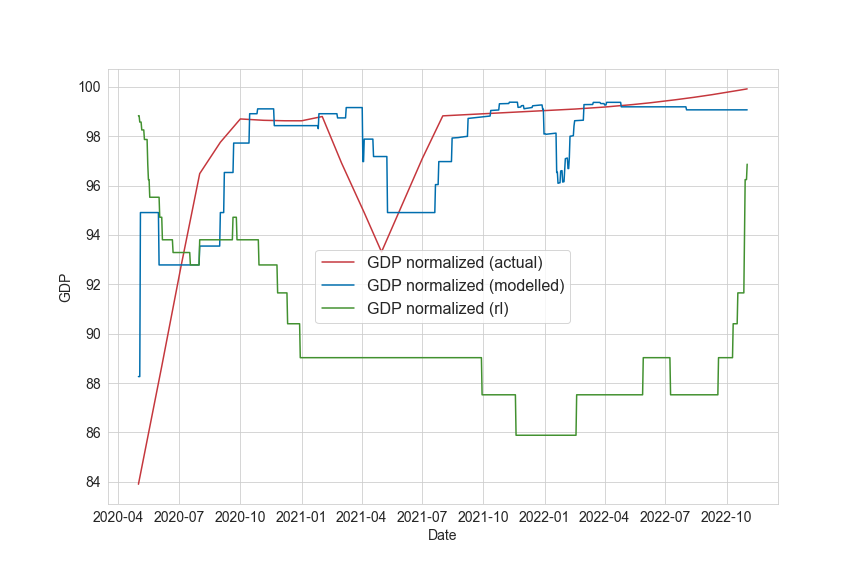 100
98
96
94
92
90
88
86
84
GDP
GDP normalized (actual)
GDP normalized (modelled)
GDP normalized (rl)
2020-04 2020-07 2020-10 2021-01 2021-04 2021-07 2021-10 2022-01 2022-04 2022-07 2022-10
Date